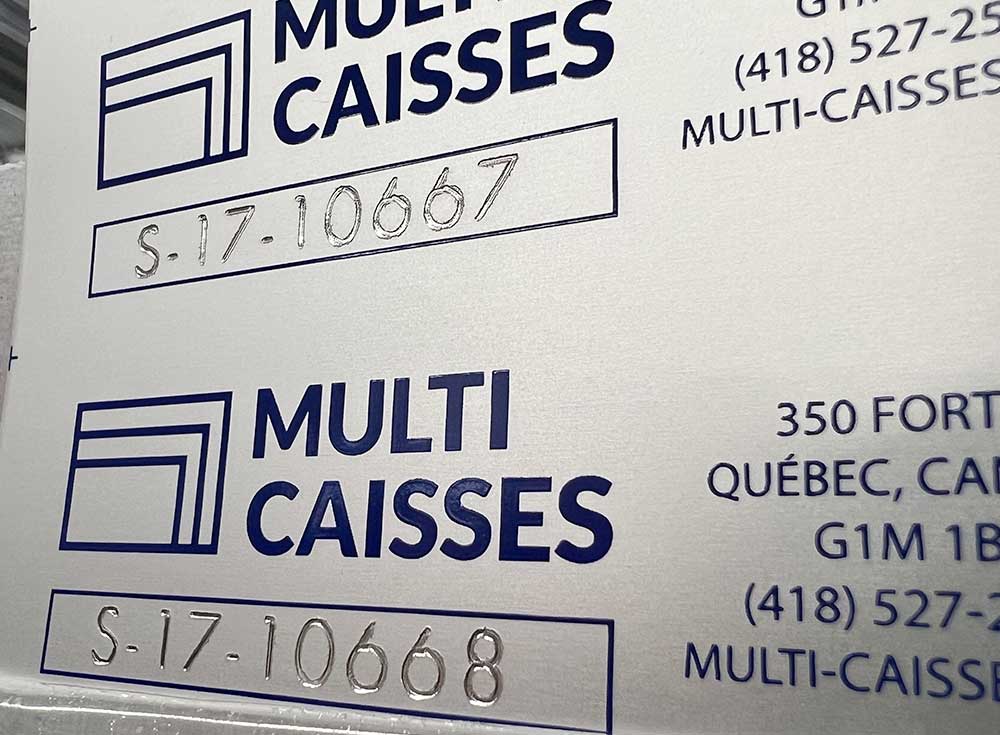 MULTI
CAISSES
S-17-10667
(418) 527-25
MULTI-CAISSES
MULTI
CAISSES
S-17-10668
350 FORT
QUÉBEC, CA
G1M 1B
(418) 527-2
MULTI-CAISSE